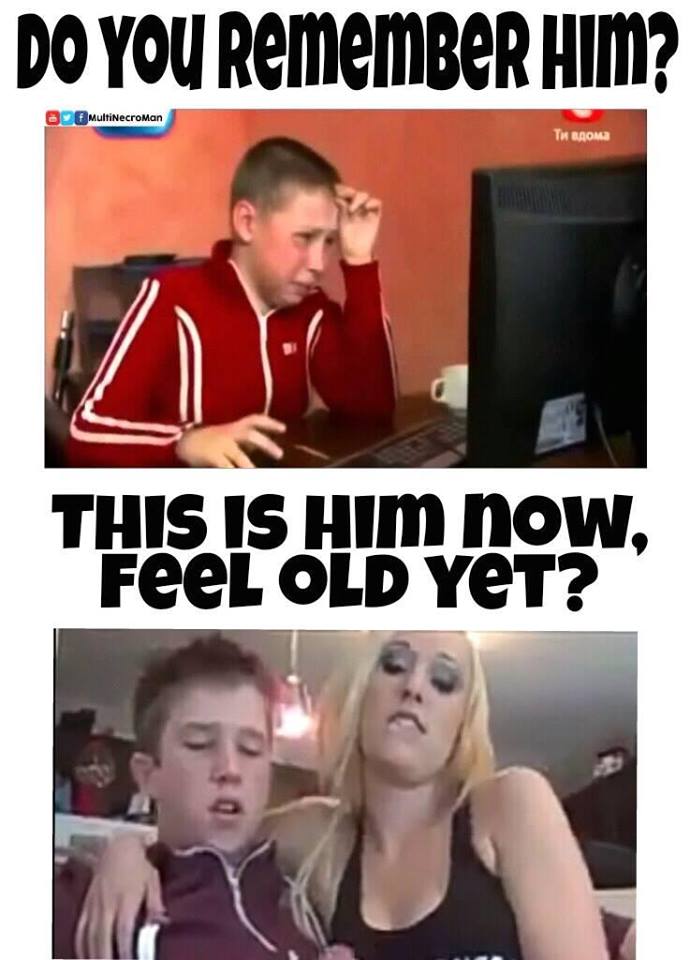 DO YOU REMEMBER HIM?
MultiNecroMan
Ти вдома
THIS IS HIM NOW,
FEEL OLD YET?